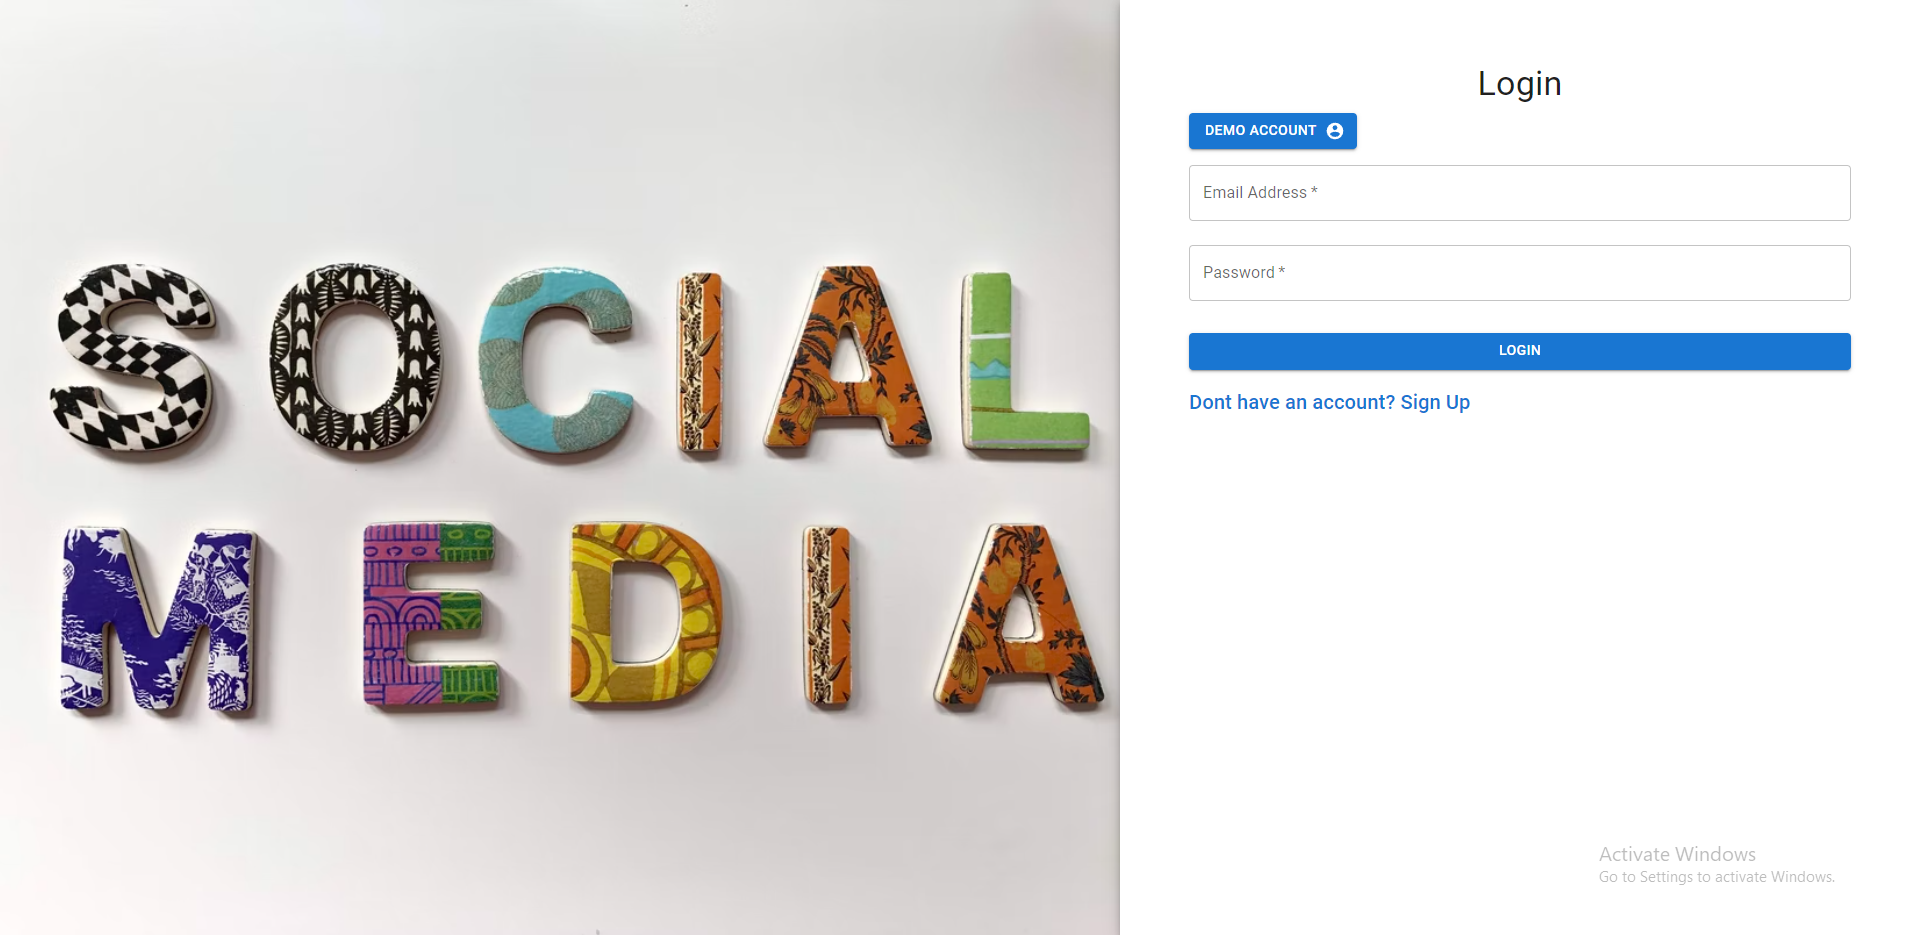 SOCIAL
MEDIA
Login
DEMO ACCOUNT
Email Address *
Password *
LOGIN
Dont have an account? Sign Up
Activate Windows
Go to Settings to activate Windows.